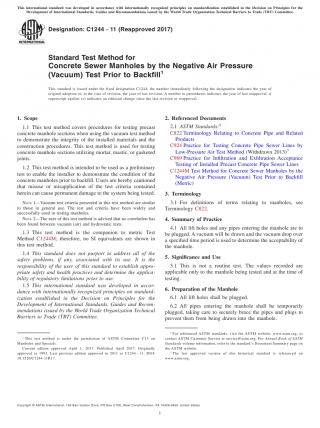 This international standard was developed in accordance with internationally recognized principles on standardization established in the Decision on Principles for the
Development of International Standards, Guides and Recommendations issued by the World Trade Organization Technical Barriers to Trade (TBT) Committee.
Designation: C1244 − 11 (Reapproved 2017)
Standard Test Method for
Concrete Sewer Manholes by the Negative Air Pressure
(Vacuum) Test Prior to Backfill1
This standard is issued under the fixed designation C1244; the number immediately following the designation indicates the year of
original adoption or, in the case of revision, the year of last revision. A number in parentheses indicates the year of last reapproval. A
superscript epsilon (ε) indicates an editorial change since the last revision or reapproval.
1. Scope
1.1 This test method covers procedures for testing precast
concrete manhole sections when using the vacuum test method
to demonstrate the integrity of the installed materials and the
construction procedures. This test method is used for testing
concrete manhole sections utilizing mortar, mastic, or gasketed
joints.
1.2 This test method is intended to be used as a preliminary
test to enable the installer to demonstrate the condition of the
concrete manholes prior to backfill. Users are hereby cautioned
that misuse or misapplication of the test criteria contained
herein can cause permanent damage to the system being tested.
NOTE 1—Vacuum test criteria presented in this test method are similar
to those in general use. The test and criteria have been widely and
successfully used in testing manholes.
NOTE 2—The user of this test method is advised that no correlation has
been found between vacuum (air) and hydrostatic tests.
1.3 This test method is the companion to metric Test
Method C1244M; therefore, no SI equivalents are shown in
this test method.
1.4 This standard does not purport to address all of the
safety problems, if any, associated with its use. It is the
responsibility of the user of this standard to establish appro-
priate safety and health practices and determine the applica-
bility of regulatory limitations prior to use.
1.5 This international standard was developed in accor-
dance with internationally recognized principles on standard-
ization established in the Decision on Principles for the
Development of International Standards, Guides and Recom-
mendations issued by the World Trade Organization Technical
Barriers to Trade (TBT) Committee.
1 This test method is under the jurisdiction of ASTM Committee C13 on
Current edition approved April 1, 2017. Published April 2017. Originally
approved in 1993. Last previous edition approved in 2011 as C1244 – 11. DOI:
10.1520/C1244-11R17.
2. Referenced Documents
2.1 ASTM Standards:2
C822 Terminology Relating to Concrete Pipe and Related
Products
C924 Practice for Testing Concrete Pipe Sewer Lines by
Low-Pressure Air Test Method (Withdrawn 2013)3
C969 Practice for Infiltration and Exfiltration Acceptance
Testing of Installed Precast Concrete Pipe Sewer Lines
C1244M Test Method for Concrete Sewer Manholes by the
Negative Air Pressure (Vacuum) Test Prior to Backfill
(Metric)
3. Terminology
3.1 For definitions of terms relating to manholes, see
Terminology C822.
4. Summary of Practice
4.1 All lift holes and any pipes entering the manhole are to
be plugged. A vacuum will be drawn and the vacuum drop over
a specified time period is used to determine the acceptability of
the manhole.
5. Significance and Use
5.1 This is not a routine test. The values recorded are
applicable only to the manhole being tested and at the time of
testing.
6. Preparation of the Manhole
6.1 All lift holes shall be plugged.
6.2 All pipes entering the manhole shall be temporarily
plugged, taking care to securely brace the pipes and plugs to
prevent them from being drawn into the manhole.
2 For referenced ASTM standards, visit the ASTM website, www.astm.org, or
contact ASTM Customer Service at service@astm.org. For Annual Book of ASTM
Standards volume information, refer to the standard's Document Summary page on
the ASTM website.
3 The last approved version of this historical standard is referenced on
www.astm.org.
Copyright © ASTM International, 100 Barr Harbor Drive, PO Box C700, West Conshohocken, PA 19428-2959. United States
1